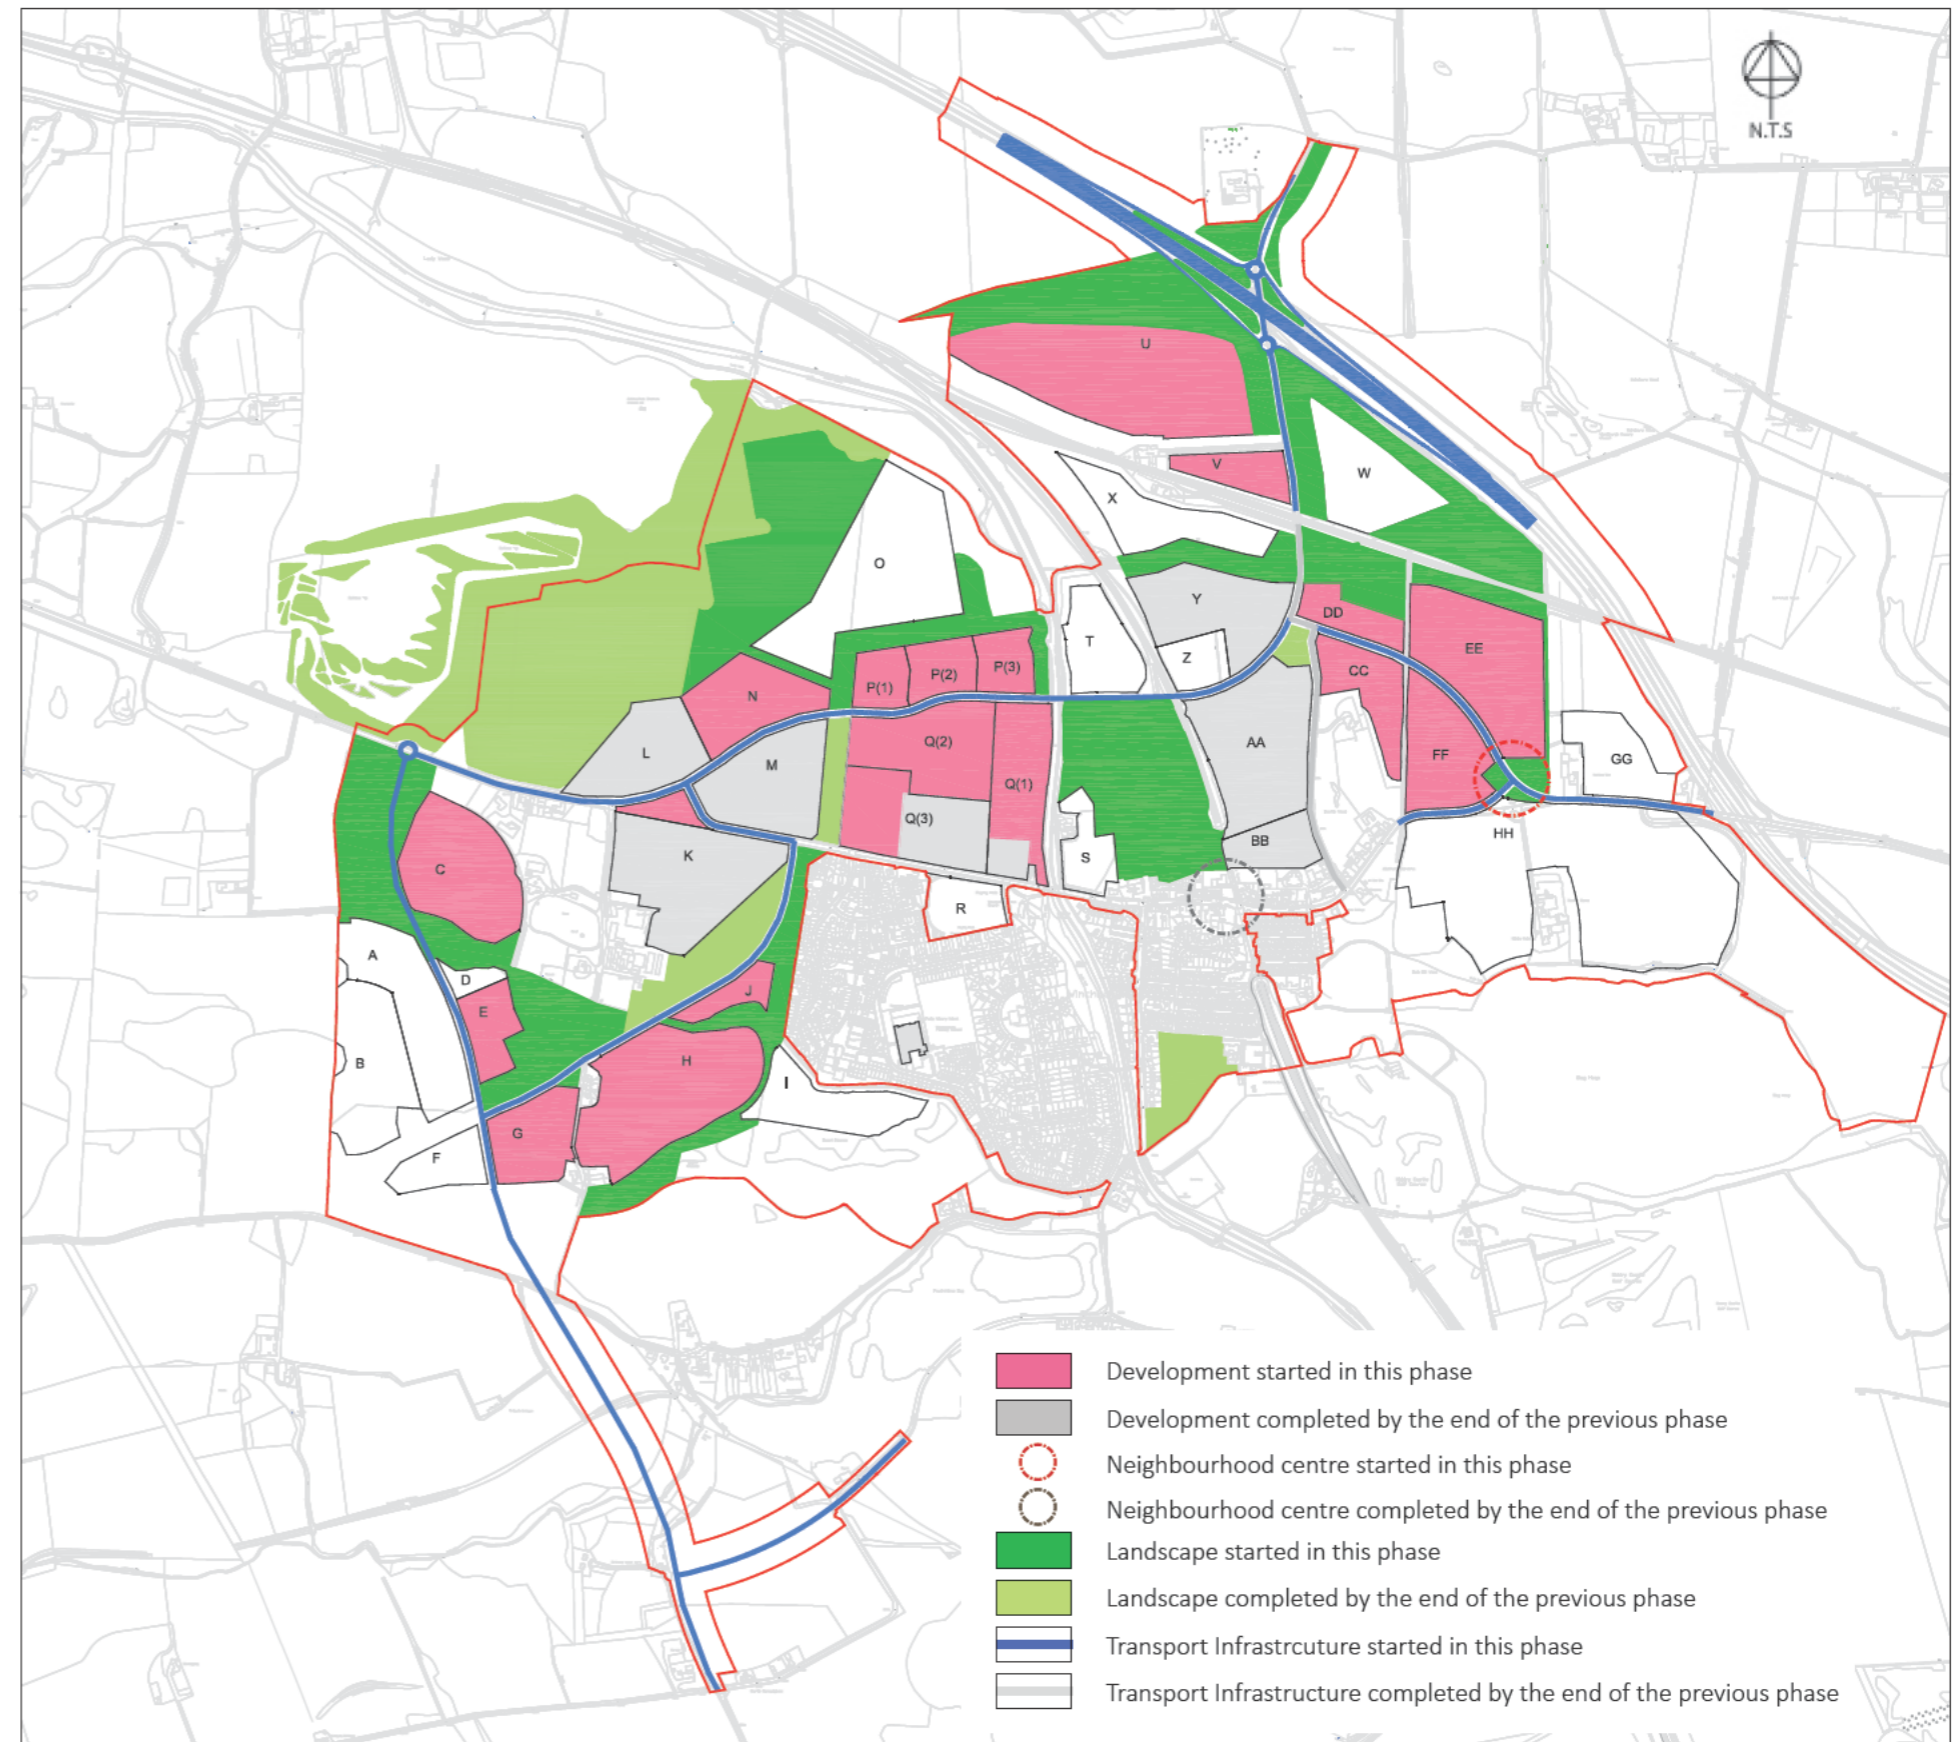 N.T.S
U
V
W
X
O
Y
DD
T
Z
EE
P(3)
P(2)
P(1)
CC
N
Q(2)
AA
L
M
FF
GG
Q(1)
Q(3)
HH
BB
K
S
C
R
A
D
J
E
H
B
I
G
F
Development started in this phase
Development completed by the end of the previous phase
Neighbourhood centre started in this phase
Neighbourhood centre completed by the end of the previous phase
Landscape started in this phase
Landscape completed by the end of the previous phase
Transport Infrastrcuture started in this phase
Transport Infrastructure completed by the end of the previous phase